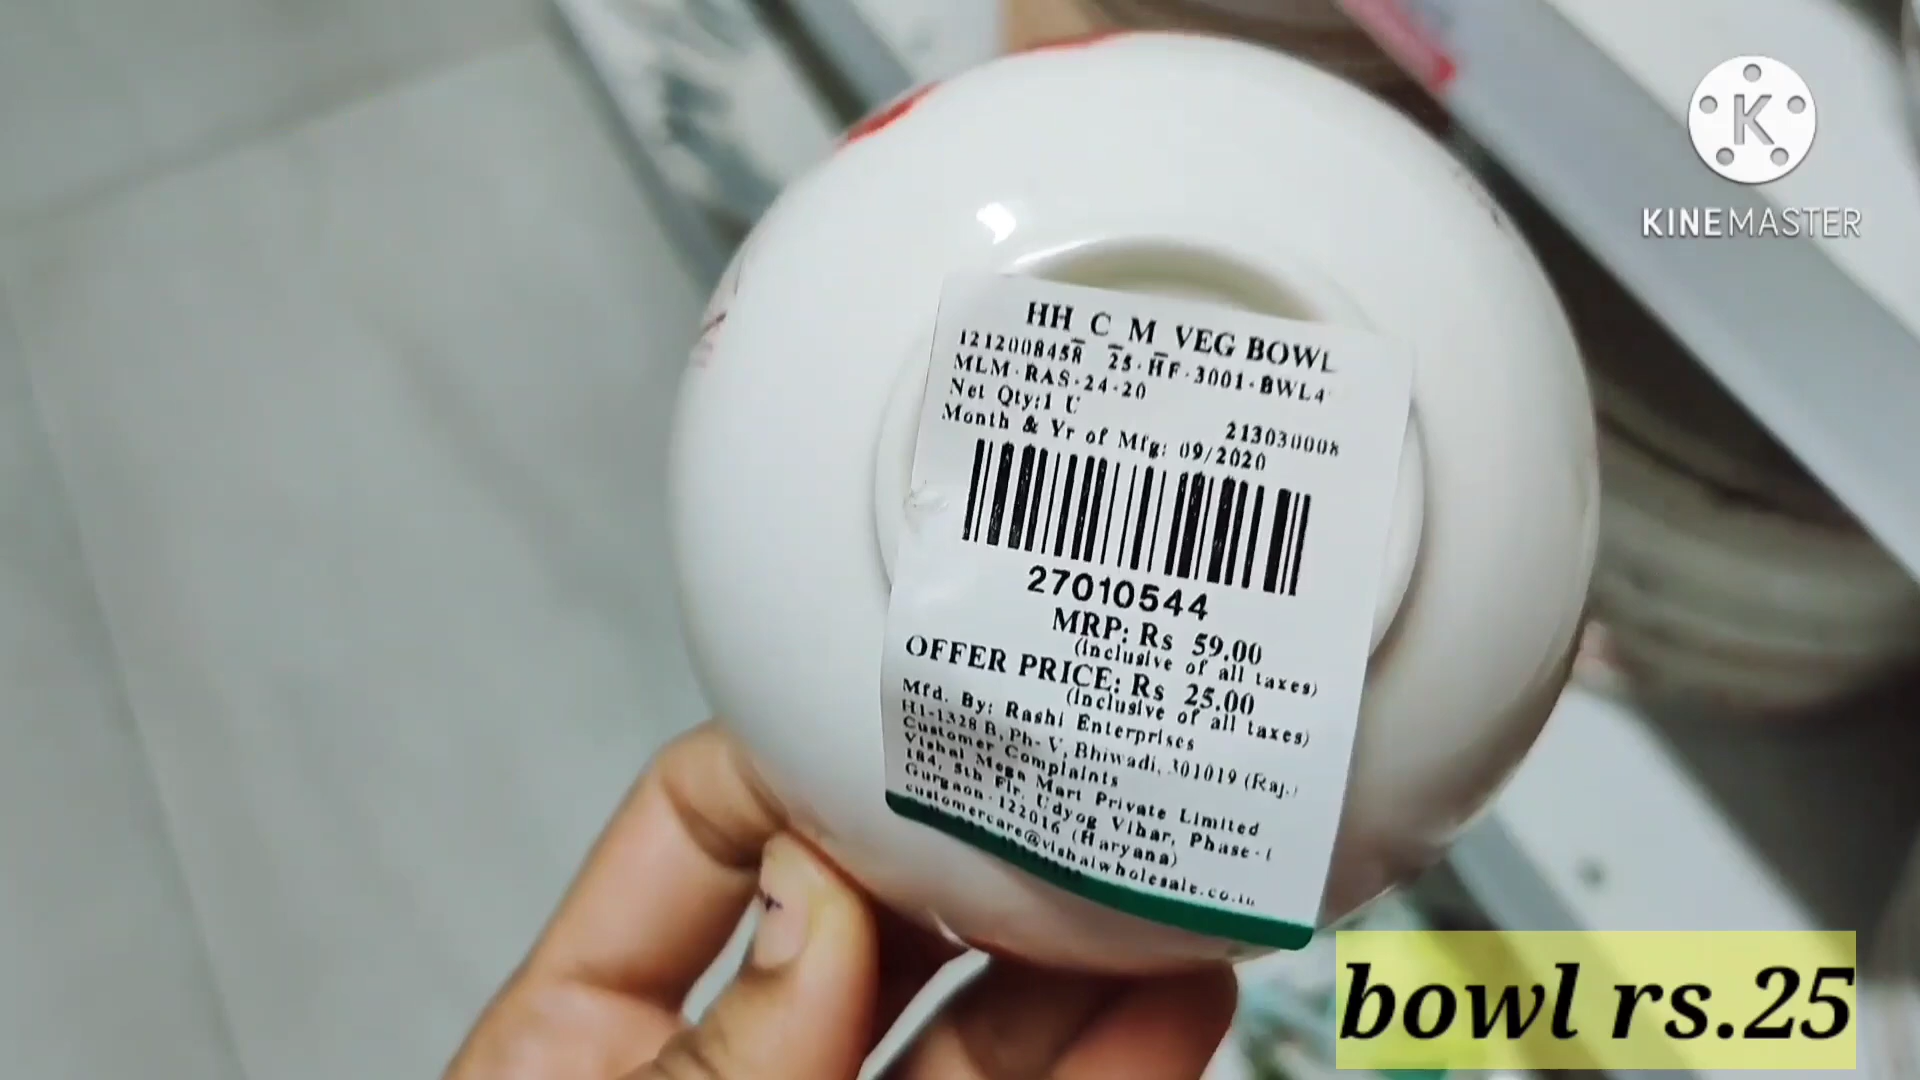 KINEMASTER
HH_C_M_VEG BOWL
1212008458 25-HF-3001-BWL4
MLM-RAS-24-20
Net Qty:1 U
213030008
Month & Yr of Mfg: 09/2020
27010544
MRP: Rs 59.00
(inclusive of all taxes)
OFFER PRICE: Rs 25.00
(inclusive of all taxes)
Mfd. By: Rashi Enterprises
H1-1328 B, Ph-V, Bhiwadi, 301019 (Raj.)
Customer Complaints
Vishal Mega Mart Private Limited
184, 5th Flr, Udyog Vihar, Phase-I
Gurgaon-122016 (Haryana)
customercare@vishalwholesale.co.in
bowl rs.25